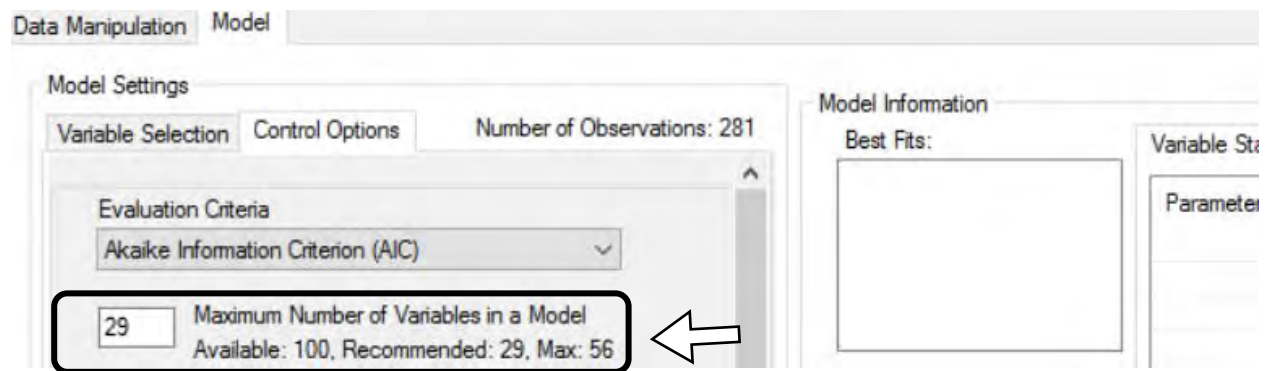 Data Manipulation Model
Model Settings
Variable Selection Control Options Number of Observations: 281
Evaluation Criteria
Akaike Information Criterion (AIC)
29 Maximum Number of Variables in a Model
Available: 100, Recommended: 29, Max: 56
Model Information
Best Fits:
Variable Sta
Parameter